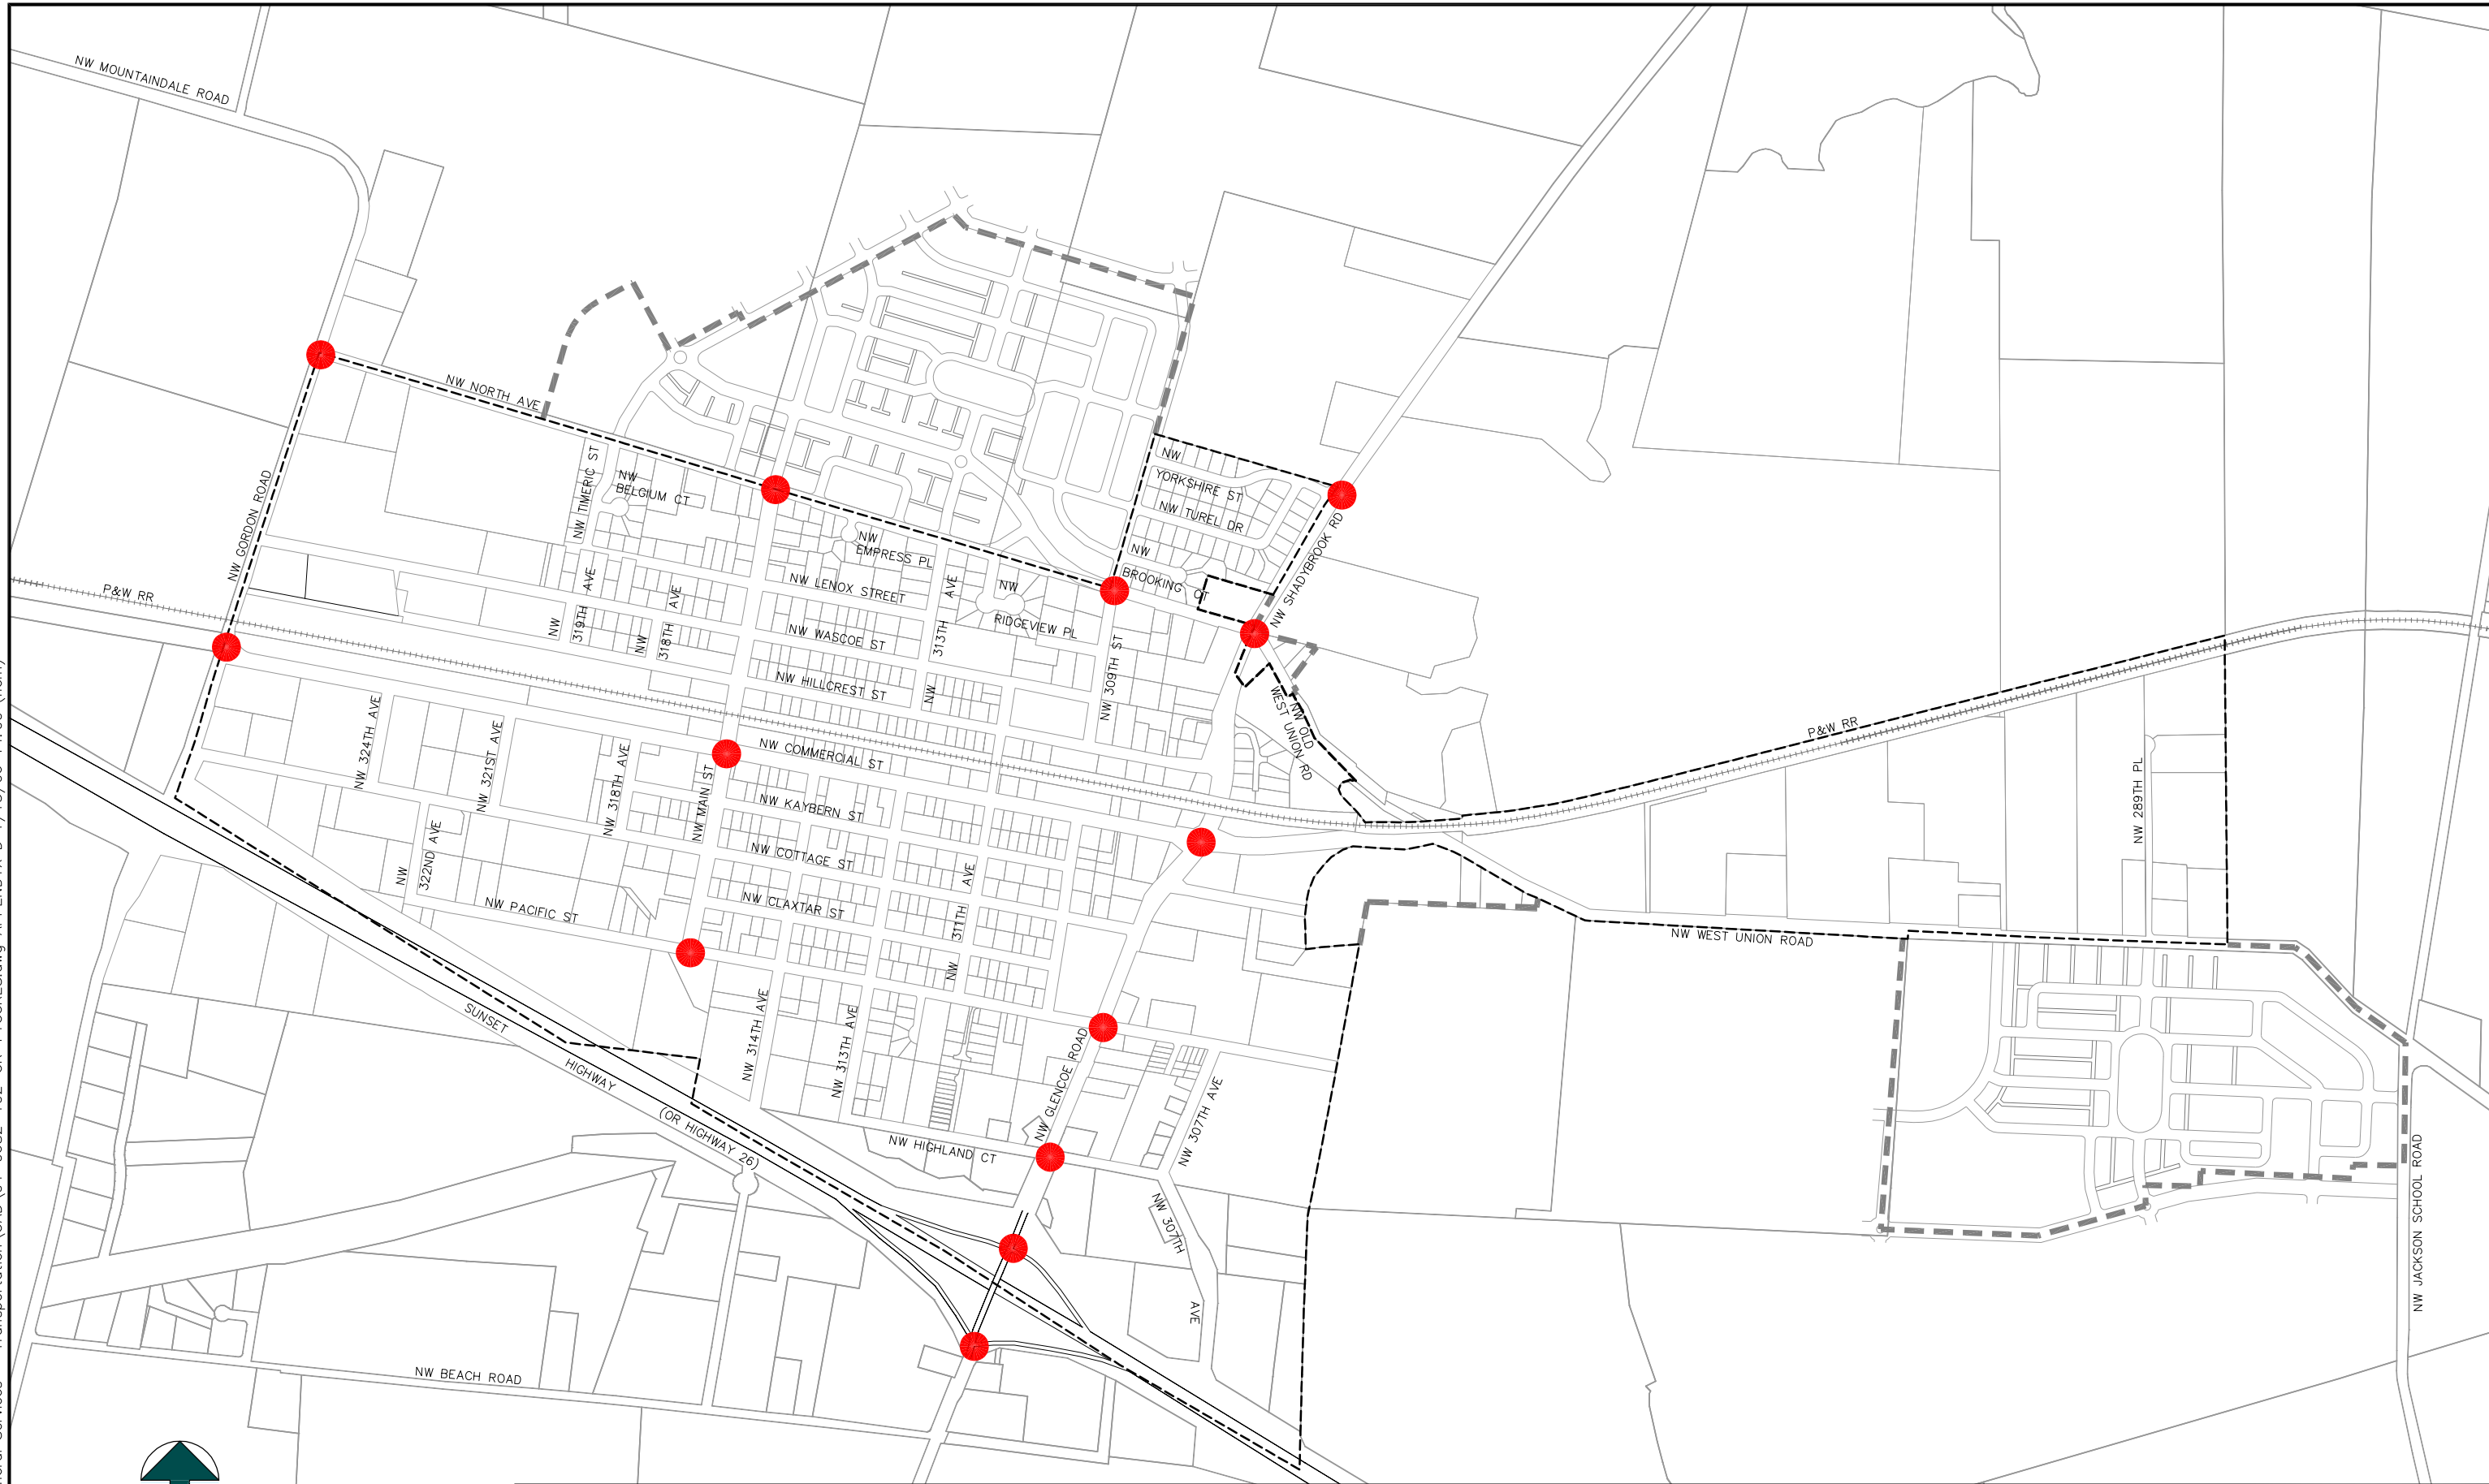 NW MOUNTAINDALE ROAD
NW NORTH AVE
NW GORDON ROAD
P&W RR
NW TIMERIC ST
NW
BELGIUM CT
NW
EMPRESS PL
NW LENOX STREET
NW WASCOE ST
NW HILLCREST ST
NW
319TH AVE
NW
318TH AVE
NW
313TH AVE
NW
RIDGEVIEW PL
NW
YORKSHIRE ST
NW TUREL DR
NW
BROOKING CT
NW SHADYBROOK RD
NW 309TH ST
NW OLD
WEST UNION RD
P&W RR
NW 289TH PL
NW WEST UNION ROAD
NW JACKSON SCHOOL ROAD
NW 324TH AVE
NW 321ST AVE
NW 318TH AVE
NW MAIN ST
NW COMMERCIAL ST
NW KAYBERN ST
NW COTTAGE ST
NW CLAXTAR ST
NW
322ND AVE
NW PACIFIC ST
NW
311TH AVE
NW 314TH AVE
NW 313TH AVE
NW GLENCOE ROAD
NW 307TH AVE
NW HIGHLAND CT
NW 307TH
AVE
SUNSET
HIGHWAY
(OR HIGHWAY 26)
NW BEACH ROAD